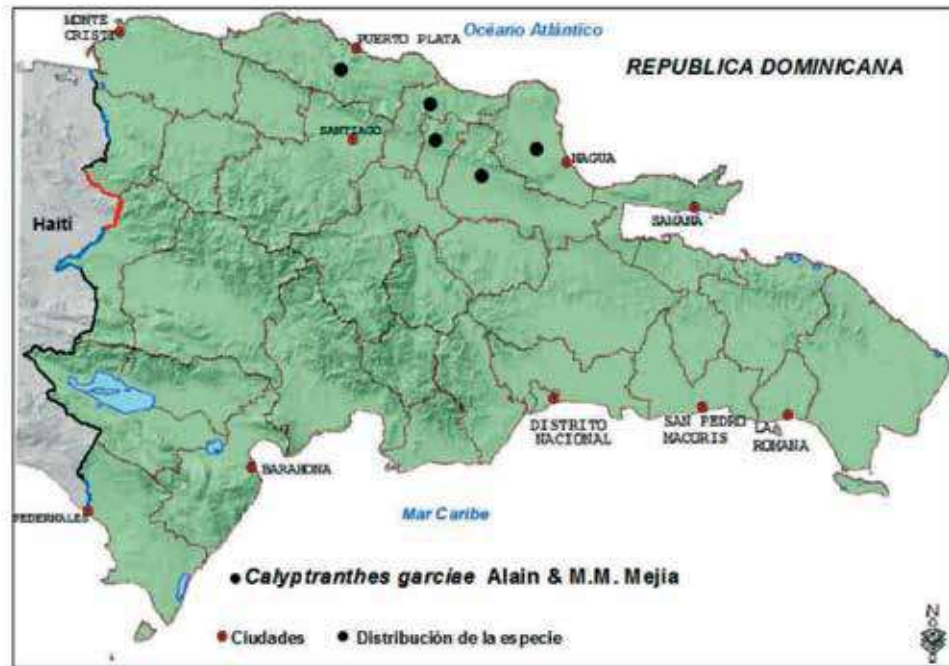 MONTE
CRISTI
Océano Atlántico
PUERTO PLATA
REPUBLICA DOMINICANA
SANTIAGO
NAGUA
SAMANA
Haití
DISTRITO
NACIONAL
SAN PEDRO
MACORIS
LA
ROMANA
BARAHONA
PEDERNALES
Mar Caribe
Calyptranthes garciae Alain & M.M. Mejia
Ciudades
Distribución de la especie
N